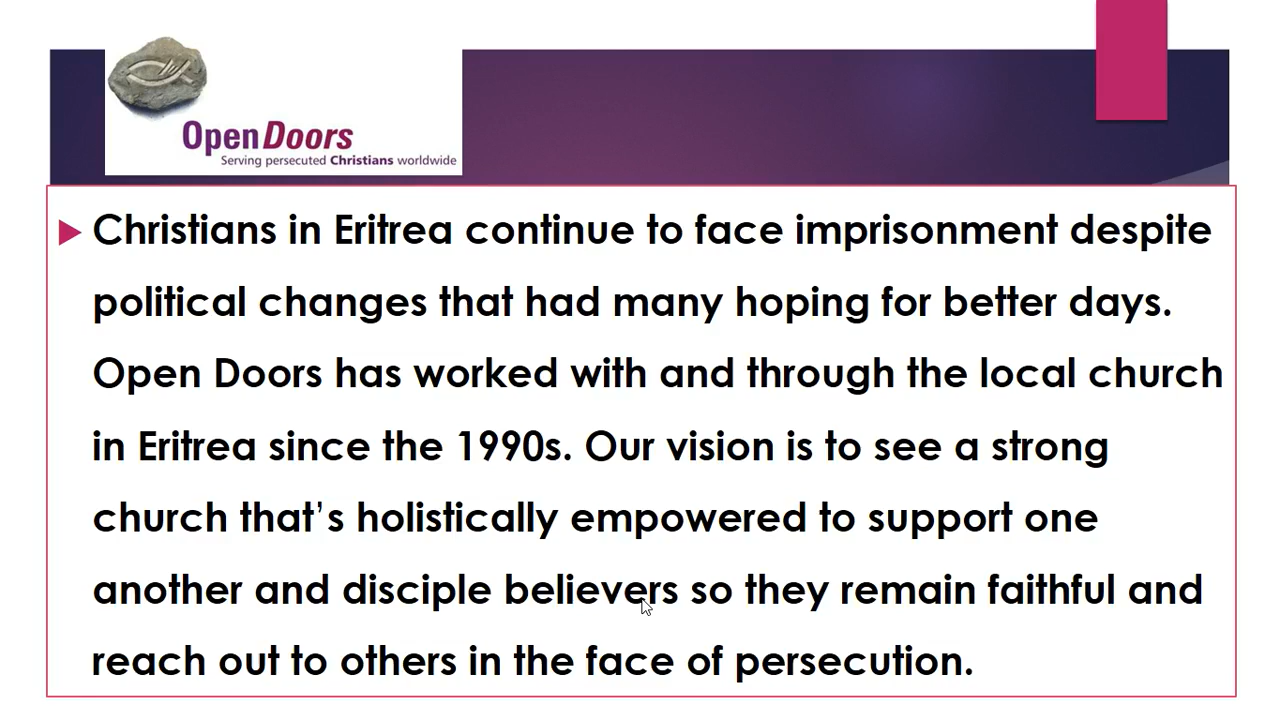 OpenDoors
Serving persecuted Christians worldwide
Christians in Eritrea continue to face imprisonment despite
political changes that had many hoping for better days.
Open Doors has worked with and through the local church
in Eritrea since the 1990s. Our vision is to see a strong
church that’s holistically empowered to support one
another and disciple believers so they remain faithful and
reach out to others in the face of persecution.